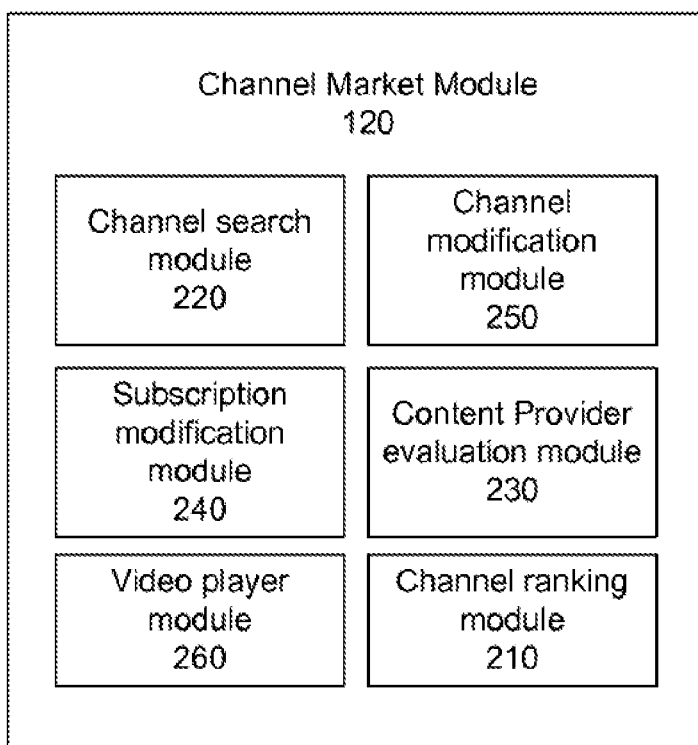 Channel Market Module
120
Channel search
module
220
Channel
modification
module
250
Subscription
modification
module
240
Content Provider
evaluation module
230
Video player
module
260
Channel ranking
module
210